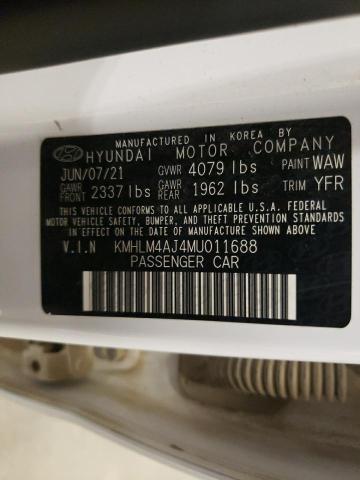 MANUFACTURED IN KOREA BY
HYUNDAI MOTOR COMPANY
JUN/07/21 GVWR 4079 lbs PAINT WAW
GAWR FRONT 2337 lbs GAWR REAR 1962 lbs TRIM YFR
THIS VEHICLE CONFORMS TO ALL APPLICABLE U.S.A. FEDERAL
MOTOR VEHICLE SAFETY, BUMPER, AND THEFT PREVENTION STANDARDS
IN EFFECT ON THE DATE OF MANUFACTURE SHOWN ABOVE
V.I.N KMHLM4AJ4MU011688
PASSENGER CAR